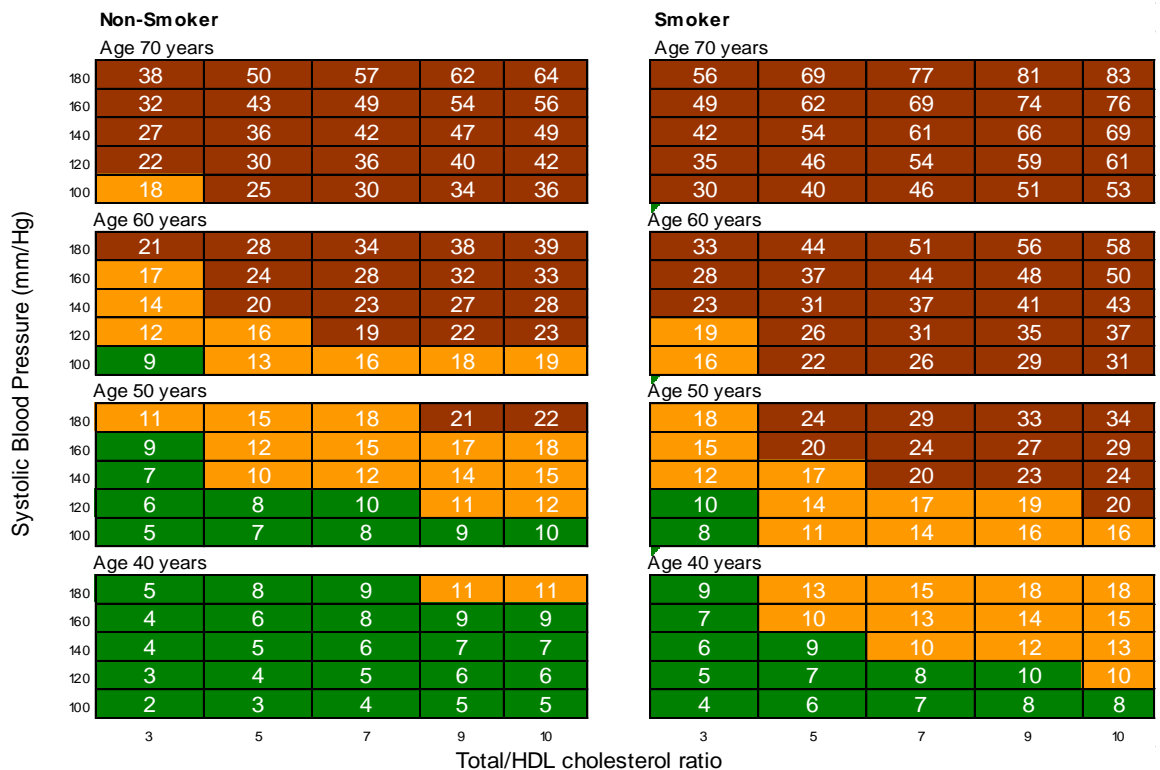 Non-Smoker Smoker
Age 70 years Age 70 years
180 38 50 57 62 64 56 69 77 81 83
160 32 43 49 54 56 49 62 69 74 76
140 27 36 42 47 49 42 54 61 66 69
120 22 30 36 40 42 35 46 54 59 61
100 18 25 30 34 36 30 40 46 51 53
Age 60 years Age 60 years
180 21 28 34 38 39 33 44 51 56 58
160 17 24 28 32 33 28 37 44 48 50
140 14 20 23 27 28 23 31 37 41 43
120 12 16 19 22 23 19 26 31 35 37
100 9 13 16 18 19 16 22 26 29 31
Age 50 years Age 50 years
180 11 15 18 21 22 18 24 29 33 34
160 9 12 15 17 18 15 20 24 27 29
140 7 10 12 14 15 12 17 20 23 24
120 6 8 10 11 12 10 14 17 19 20
100 5 7 8 9 10 8 11 14 16 16
Age 40 years Age 40 years
180 5 8 9 11 11 9 13 15 18 18
160 4 6 8 9 9 7 10 13 14 15
140 4 5 6 7 7 6 9 10 12 13
120 3 4 5 6 6 5 7 8 10 10
100 2 3 4 5 5 4 6 7 8 8
3 5 7 9 10 3 5 7 9 10
Total/HDL cholesterol ratio
Systolic Blood Pressure (mm/Hg)